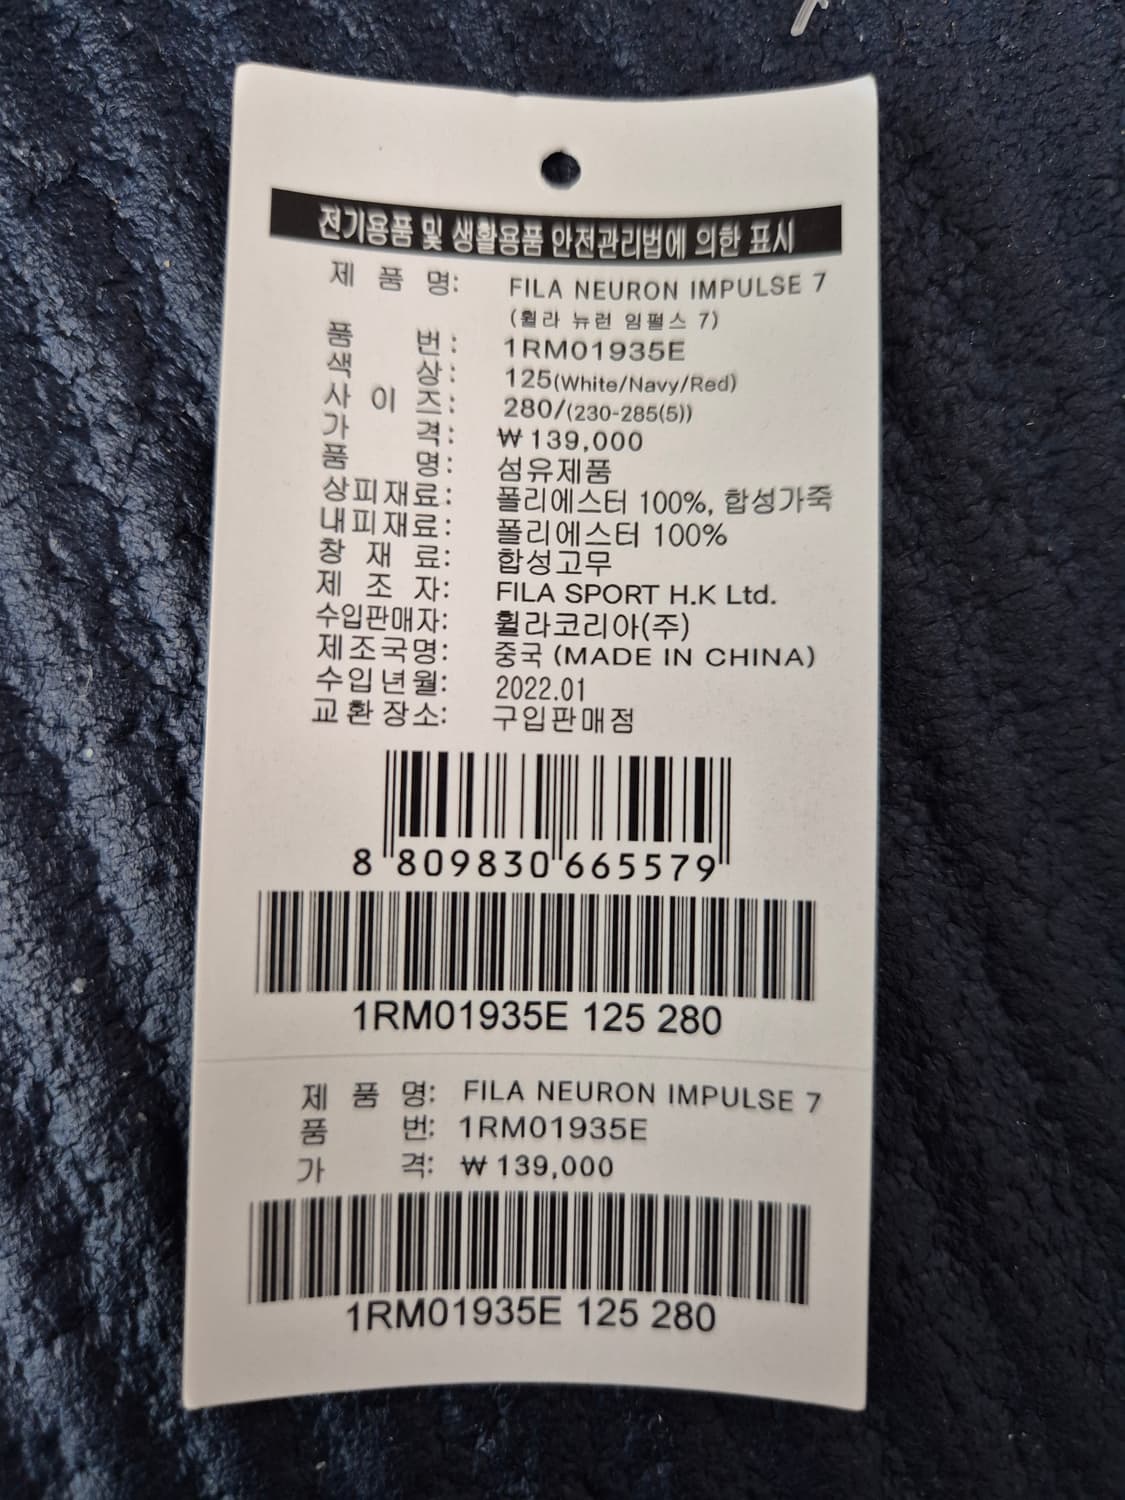 전기용품 및 생활용품 안전관리법에 의한 표시
제 품 명: FILA NEURON IMPULSE 7
(휠라 뉴런 임펄스 7)
품 번: 1RM01935E
색 상: 125(White/Navy/Red)
사 이 즈: 280/(230-285(5))
가 격: ₩ 139,000
품 명: 섬유제품
상피재료: 폴리에스터 100%, 합성가죽
내피재료: 폴리에스터 100%
창 재 료: 합성고무
제 조 자: FILA SPORT H.K Ltd.
수입판매자: 휠라코리아(주)
제조국명: 중국 (MADE IN CHINA)
수입년월: 2022.01
교환장소: 구입판매점
8 809830 665579
1RM01935E 125 280
제 품 명: FILA NEURON IMPULSE 7
품 번: 1RM01935E
가 격: ₩ 139,000
1RM01935E 125 280